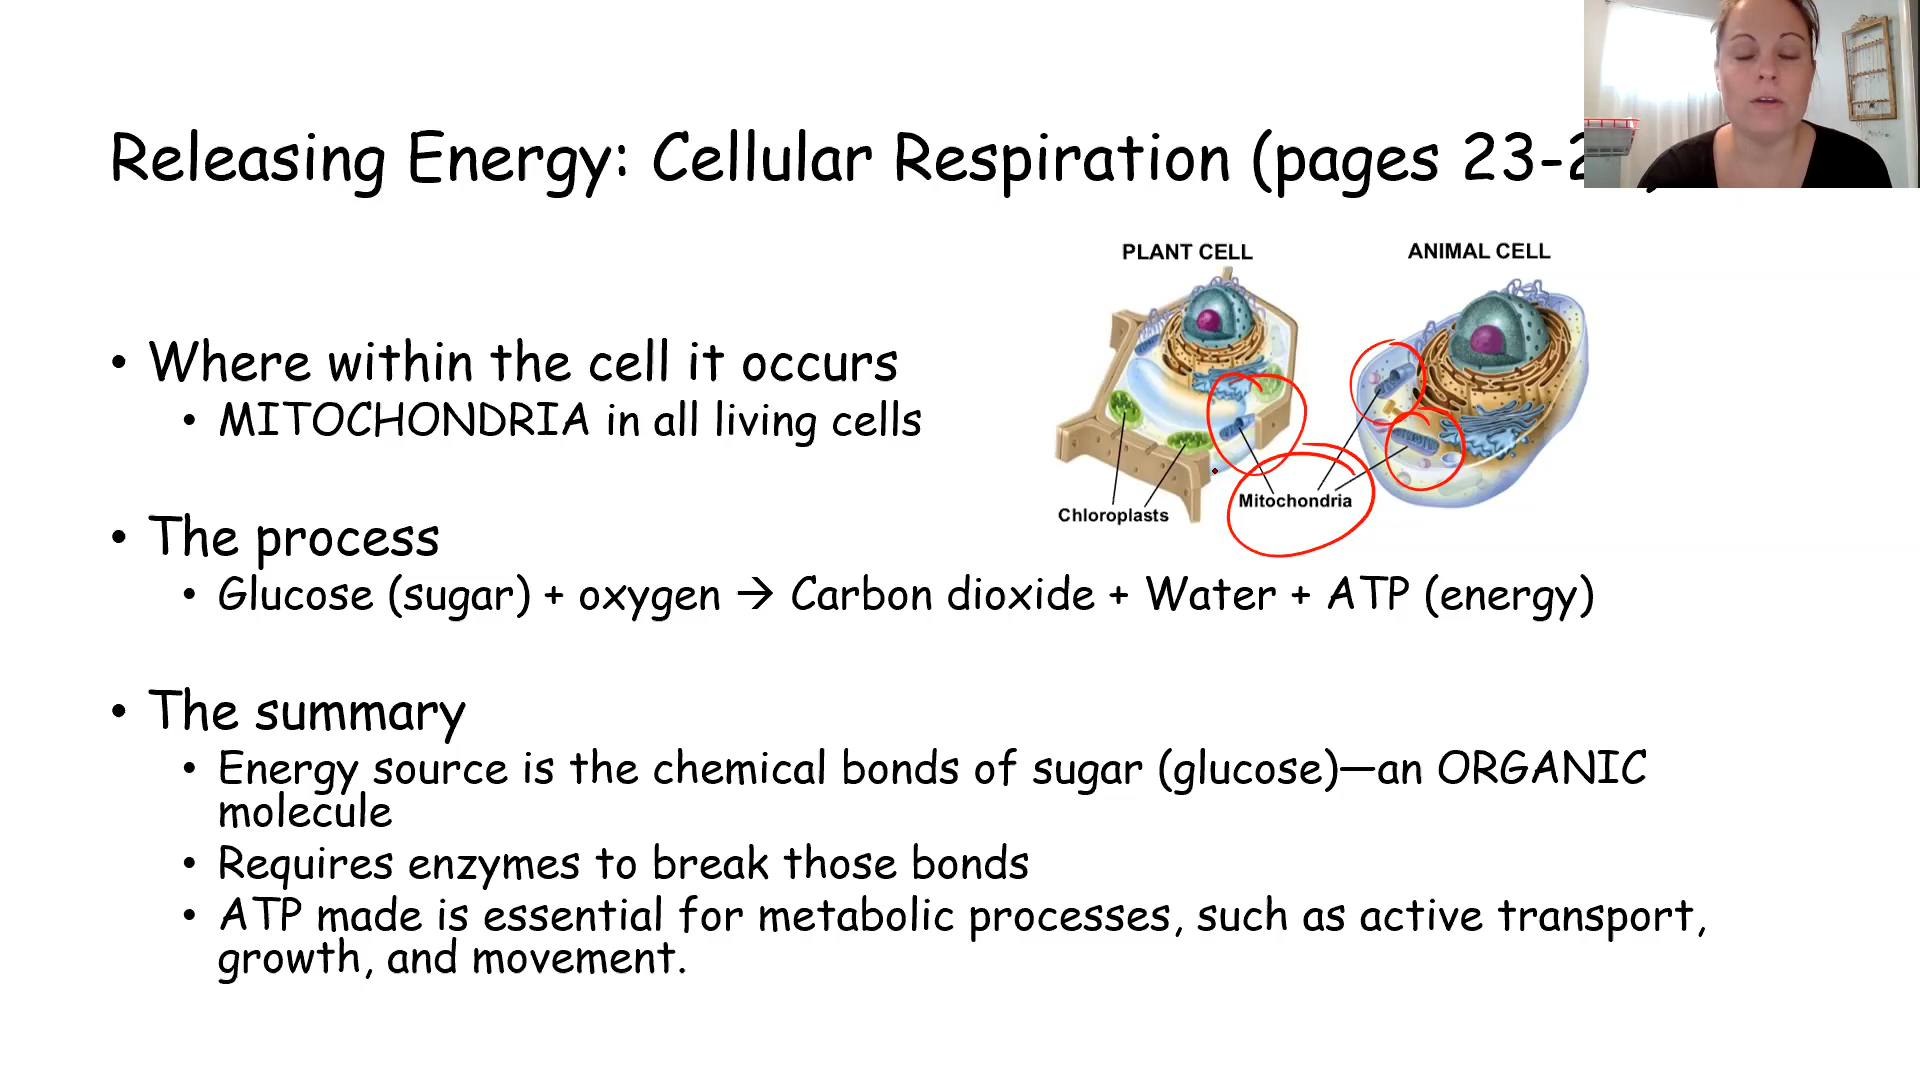 Releasing Energy: Cellular Respiration (pages 23-
PLANT CELL
ANIMAL CELL
Chloroplasts
Mitochondria
• Where within the cell it occurs
• MITOCHONDRIA in all living cells
• The process
• Glucose (sugar) + oxygen → Carbon dioxide + Water + ATP (energy)
• The summary
• Energy source is the chemical bonds of sugar (glucose)—an ORGANIC
molecule
• Requires enzymes to break those bonds
• ATP made is essential for metabolic processes, such as active transport,
growth, and movement.